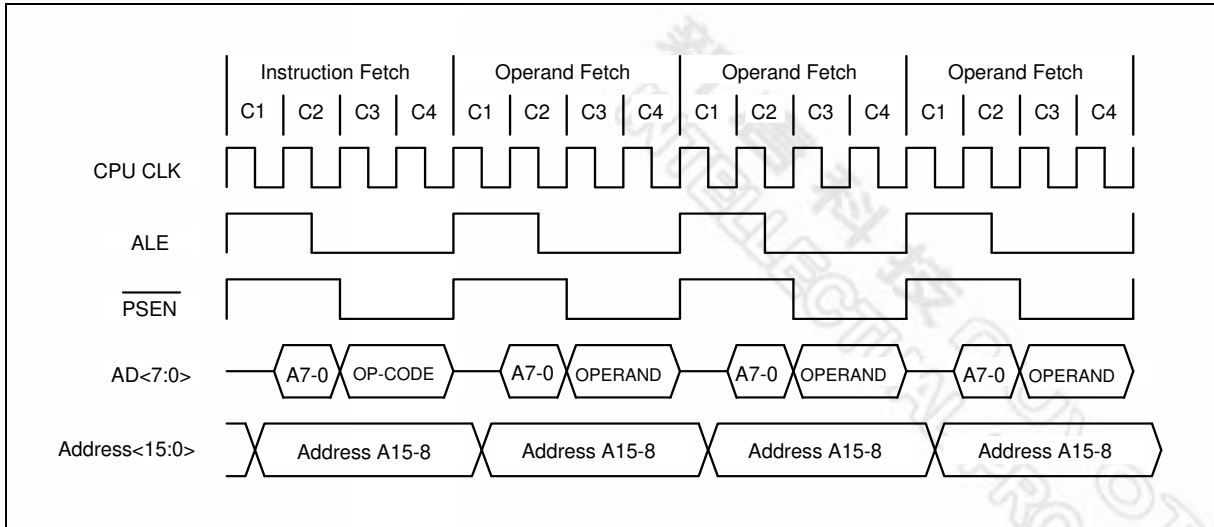 Instruction Fetch Operand Fetch Operand Fetch Operand Fetch
C1 C2 C3 C4 C1 C2 C3 C4 C1 C2 C3 C4 C1 C2 C3 C4
CPU CLK
ALE
PSEN
AD<7:0> A7-0 OP-CODE A7-0 OPERAND A7-0 OPERAND A7-0 OPERAND
Address<15:0> Address A15-8 Address A15-8 Address A15-8 Address A15-8
INTELLECTUAL PRO